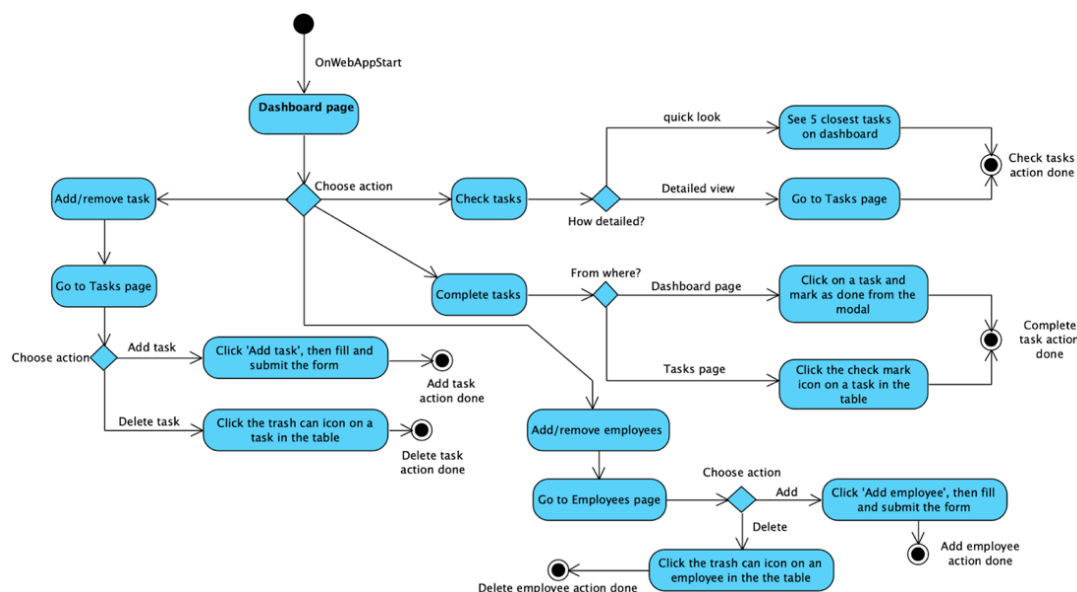 OnWebAppStart
Dashboard page
quick look
See 5 closest tasks
on dashboard
Check tasks
action done
Add/remove task
Choose action
Check tasks
Detailed view
Go to Tasks page
How detailed?
Go to Tasks page
From where?
Complete tasks
Dashboard page
Click on a task and
mark as done from the
modal
Complete
task action
done
Choose action
Add task
Click 'Add task', then fill and
submit the form
Add task
action done
Tasks page
Click the check mark
icon on a task in the
table
Delete task
Click the trash can icon on a
task in the table
Delete task
action done
Add/remove employees
Choose action
Go to Employees page
Add
Click 'Add employee', then fill
and submit the form
Delete
Add employee
action done
Click the trash can icon on an
employee in the the table
Delete employee action done